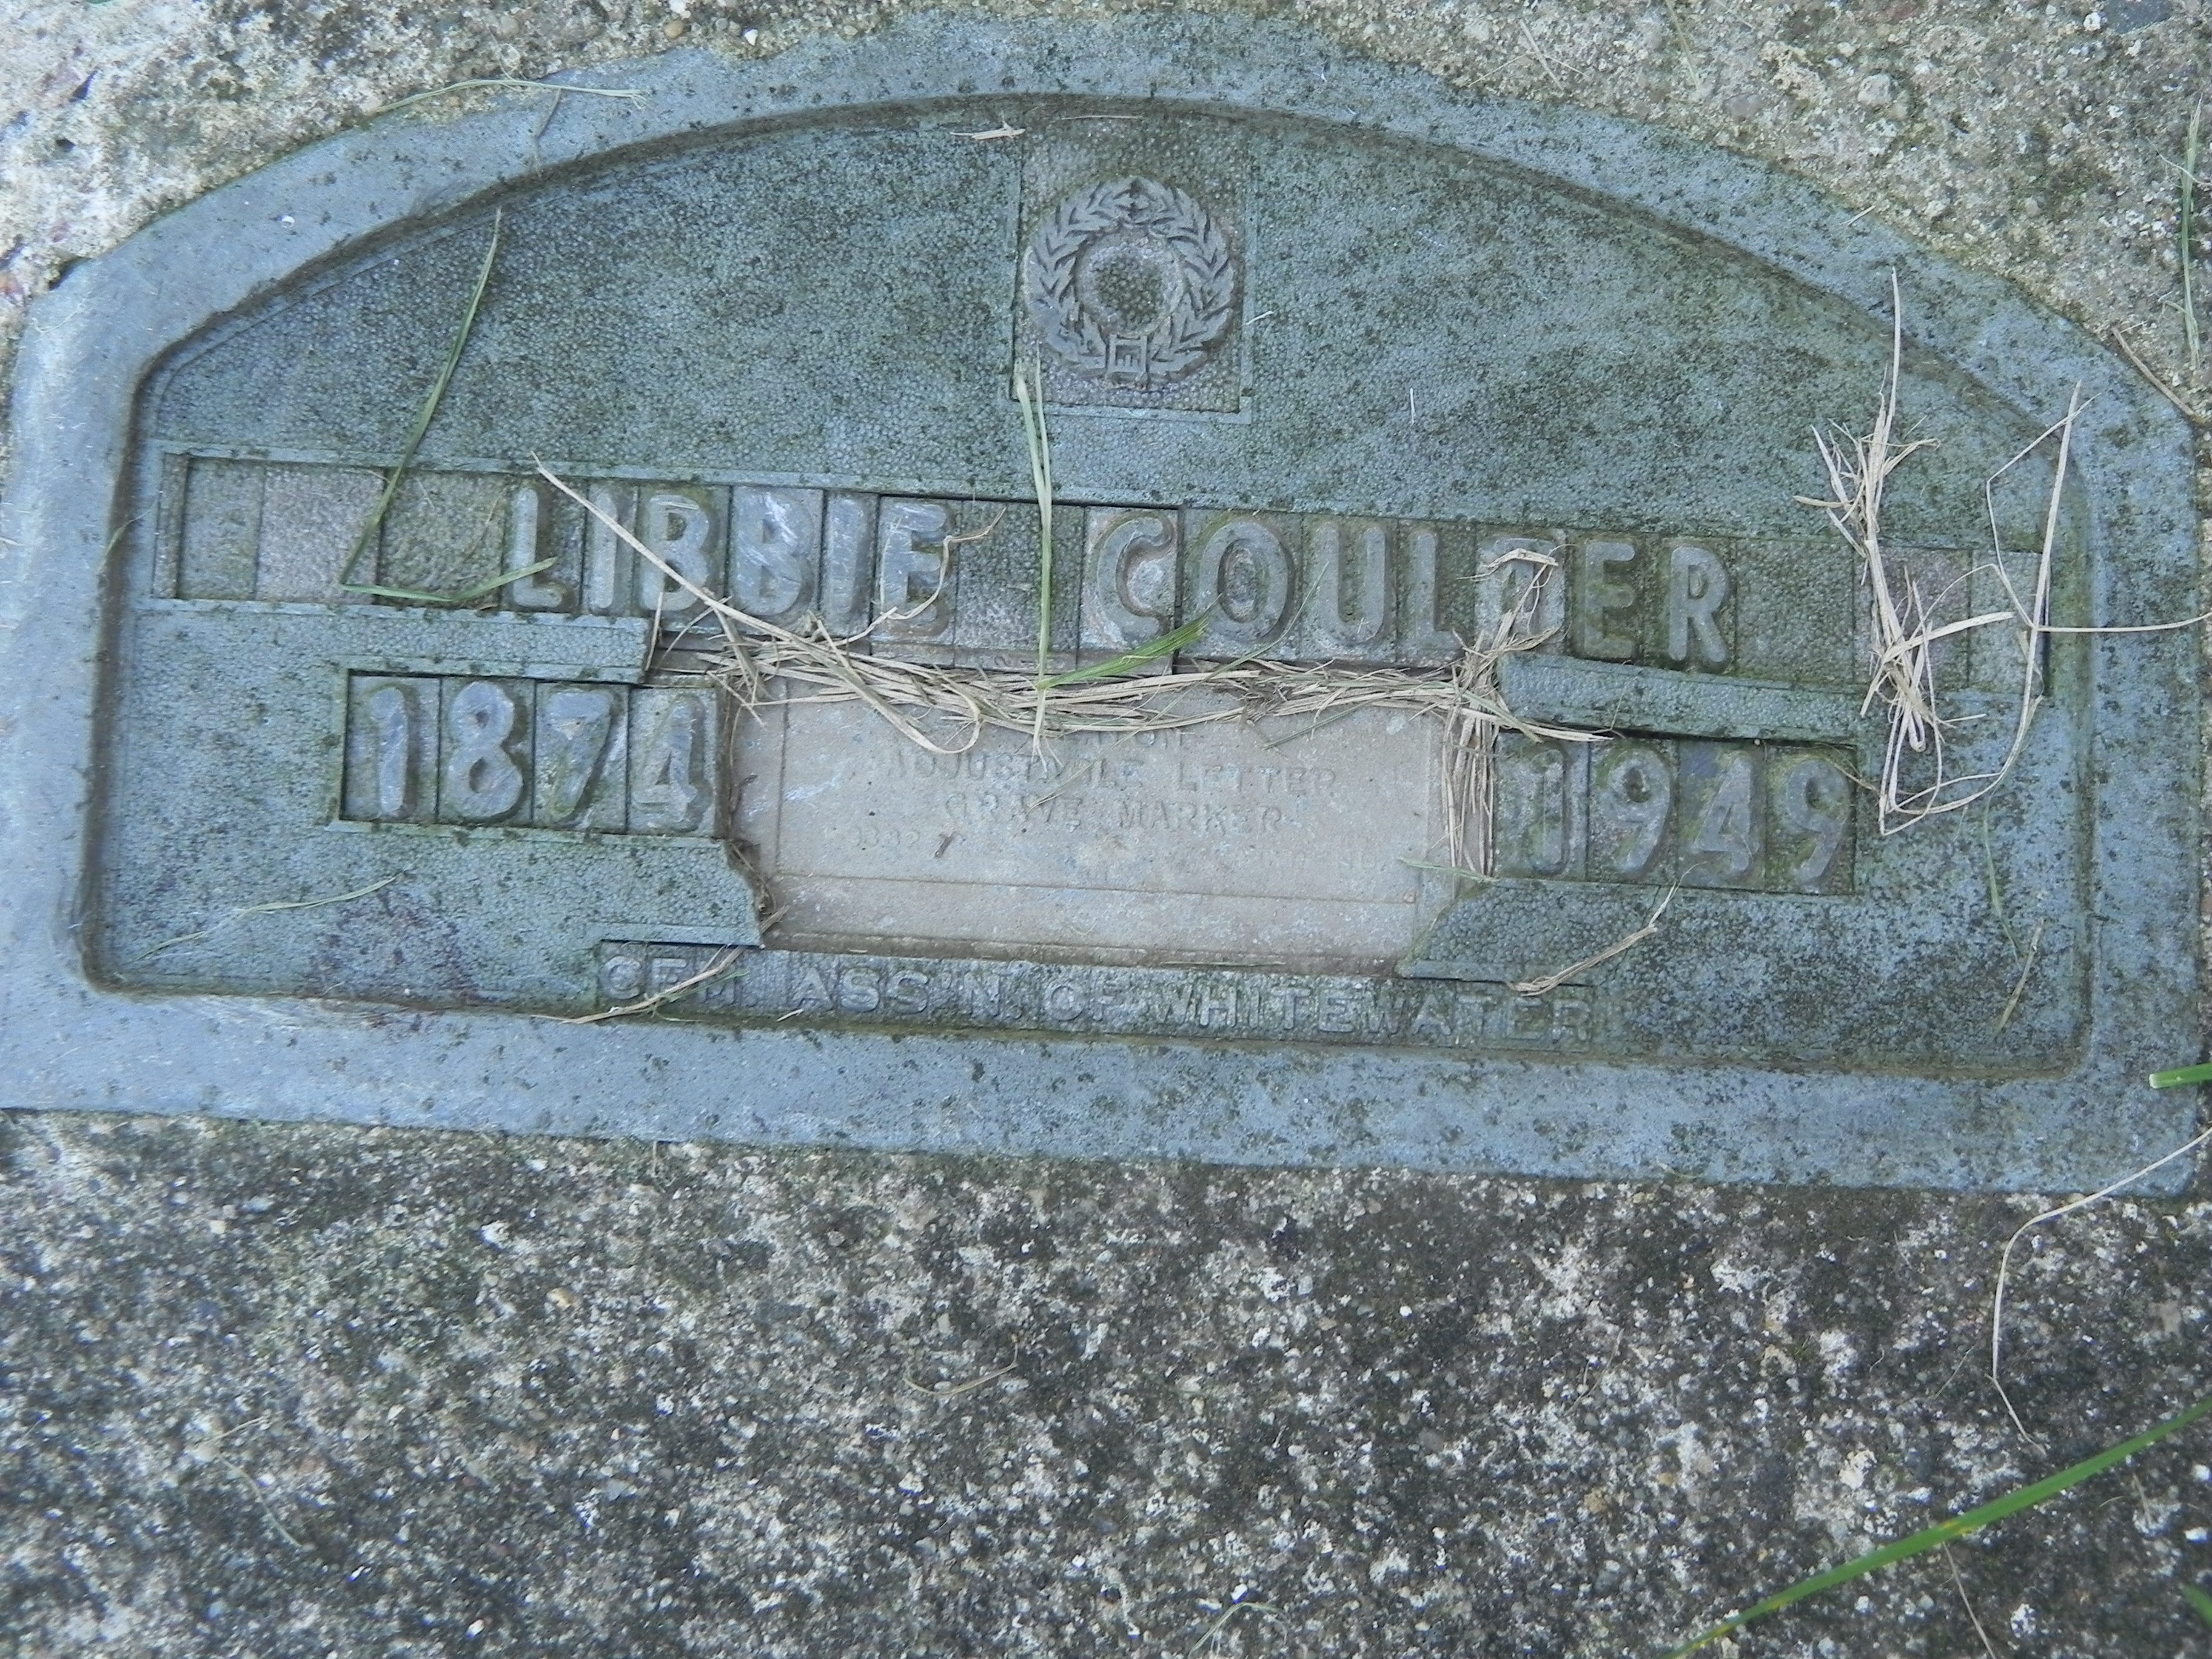 LIBBIE COULTER
1874 1949
ADJUSTABLE LETTER
GRAVE MARKER
CEM. ASS'N. OF WHITEWATER